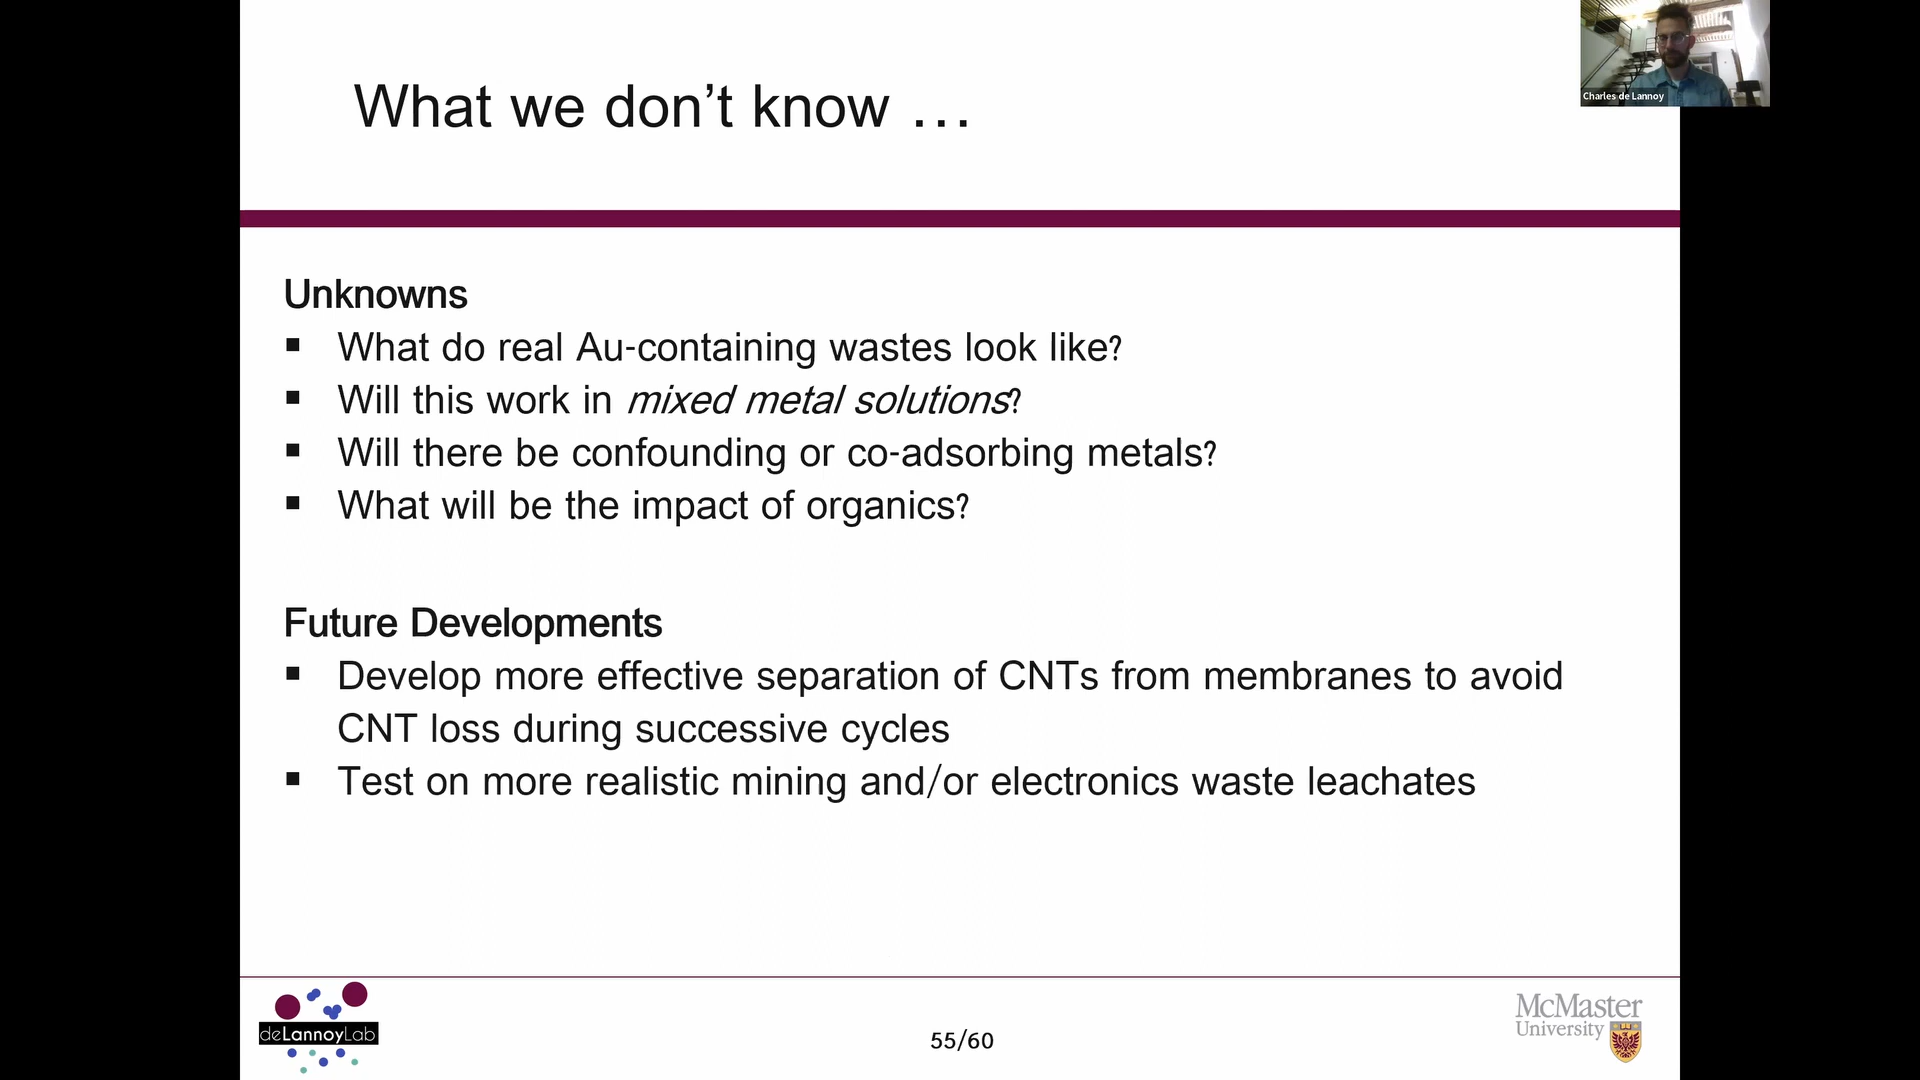 What we don’t know …
Charles de Lannoy
Unknowns
▪ What do real Au-containing wastes look like?
▪ Will this work in mixed metal solutions?
▪ Will there be confounding or co-adsorbing metals?
▪ What will be the impact of organics?
Future Developments
▪ Develop more effective separation of CNTs from membranes to avoid
CNT loss during successive cycles
▪ Test on more realistic mining and/or electronics waste leachates
deLannoyLab
55/60
McMaster
University